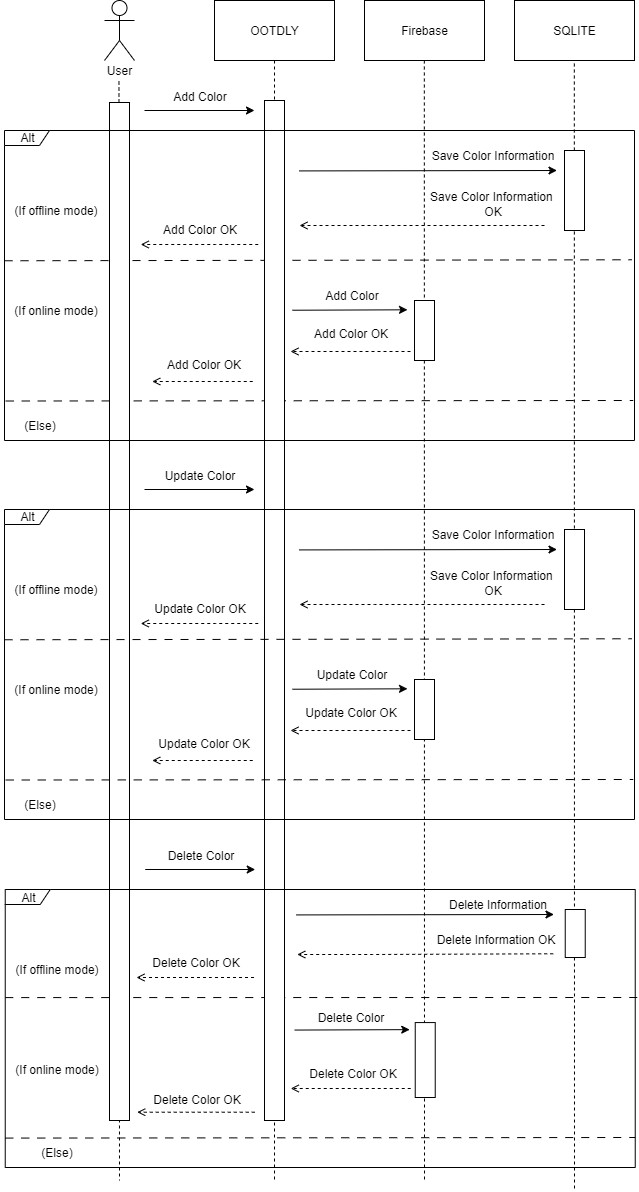 OOTDLY
Firebase
SQLITE
User
Add Color
Alt
Save Color Information
Save Color Information
OK
(If offline mode)
Add Color OK
Add Color
(If online mode)
Add Color OK
Add Color OK
(Else)
Update Color
Alt
Save Color Information
Save Color Information
OK
(If offline mode)
Update Color OK
Update Color
(If online mode)
Update Color OK
Update Color OK
(Else)
Delete Color
Alt
Delete Information
Delete Information OK
Delete Color OK
(If offline mode)
Delete Color
(If online mode)
Delete Color OK
Delete Color OK
(Else)